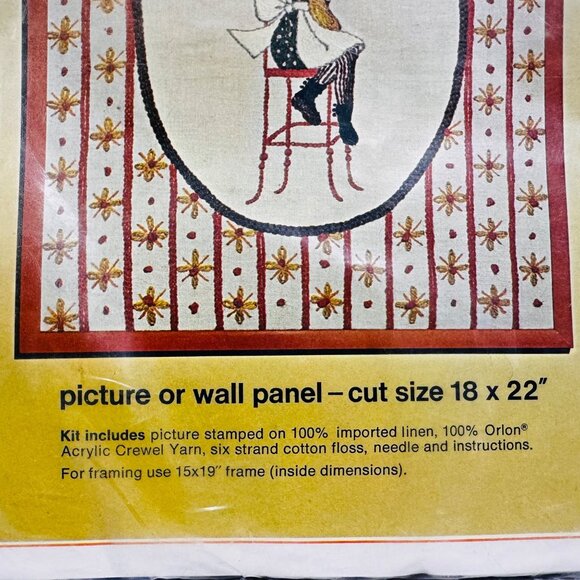 picture or wall panel – cut size 18 x 22"
Kit includes picture stamped on 100% imported linen, 100% Orlon®
Acrylic Crewel Yarn, six strand cotton floss, needle and instructions.
For framing use 15x19" frame (inside dimensions).